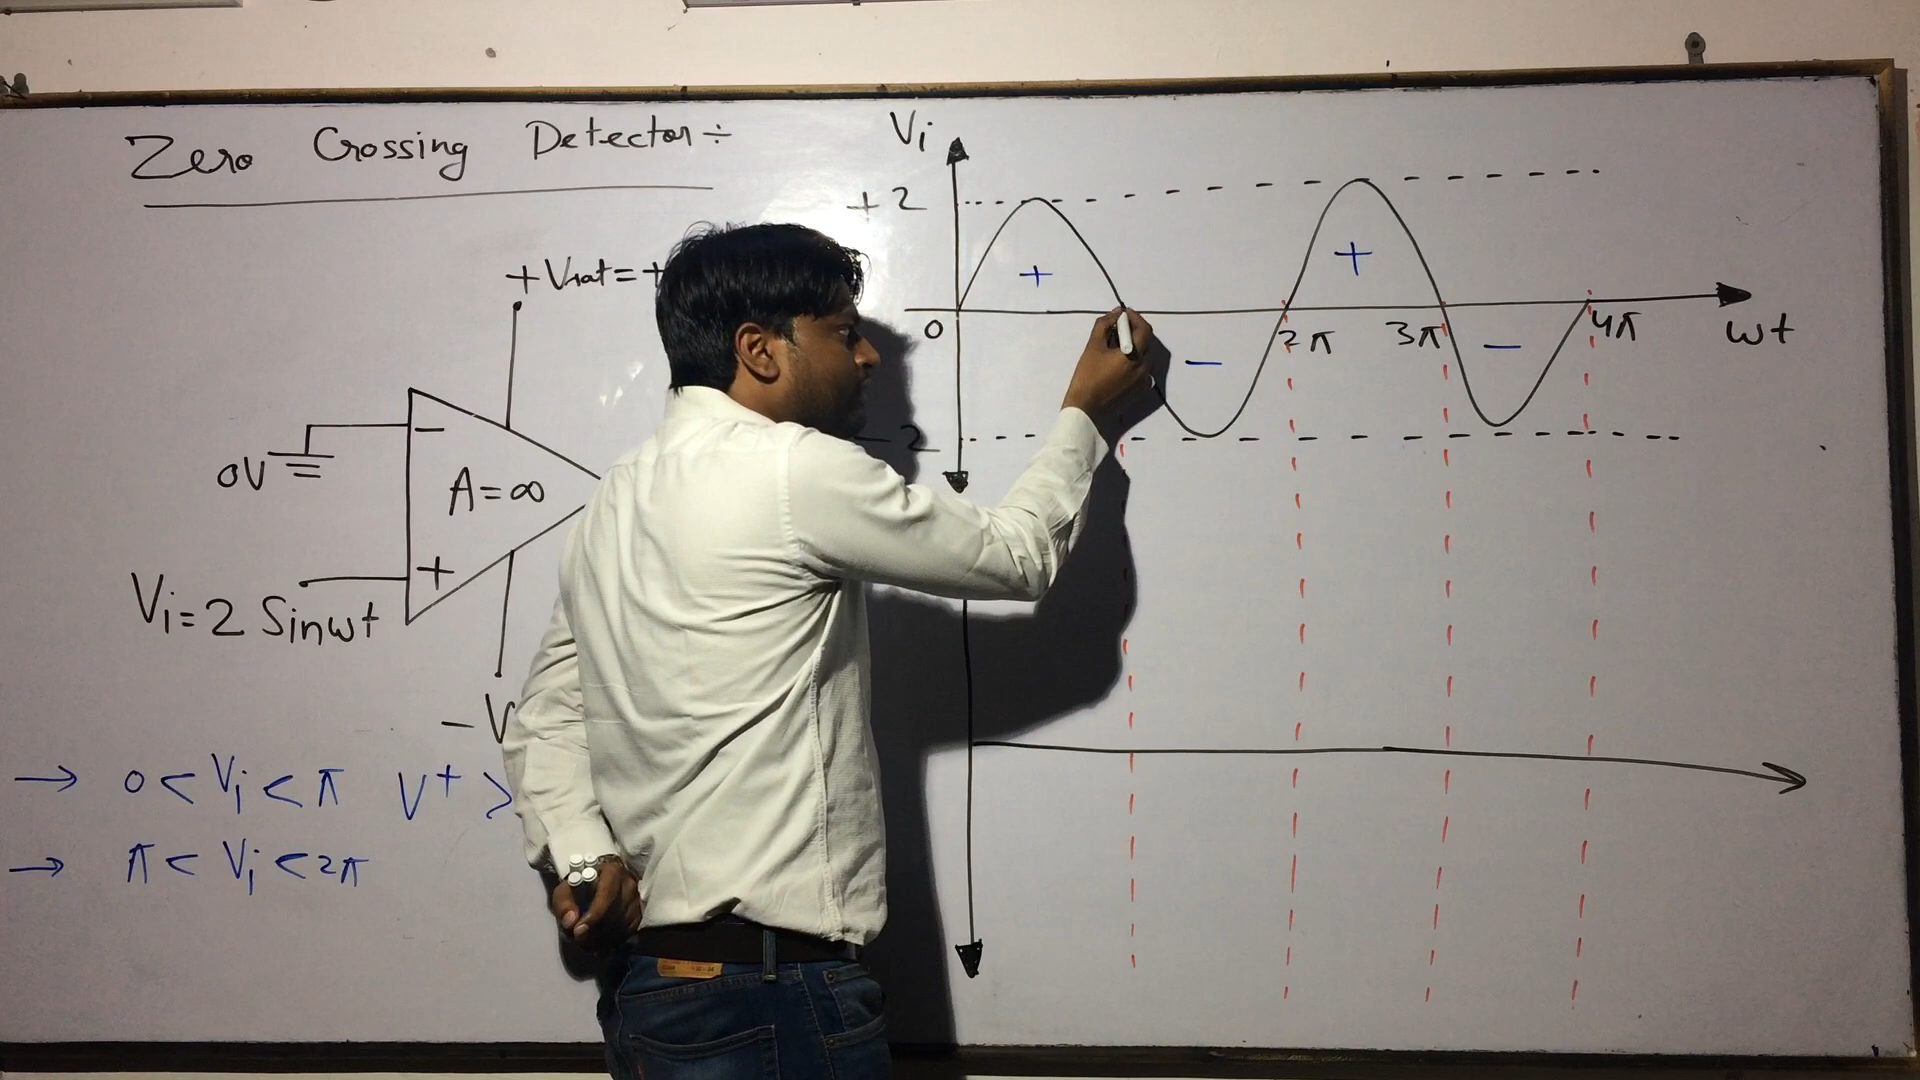 Zero Crossing Detector ÷
+Vsat = +
−
0V
A = ∞
+
Vi = 2 Sinωt
−V
→ 0 < Vi < π V⁺ >
→ π < Vi < 2π
Vi
+2
+
+
0
2π
3π
4π
ωt
−
−
−2